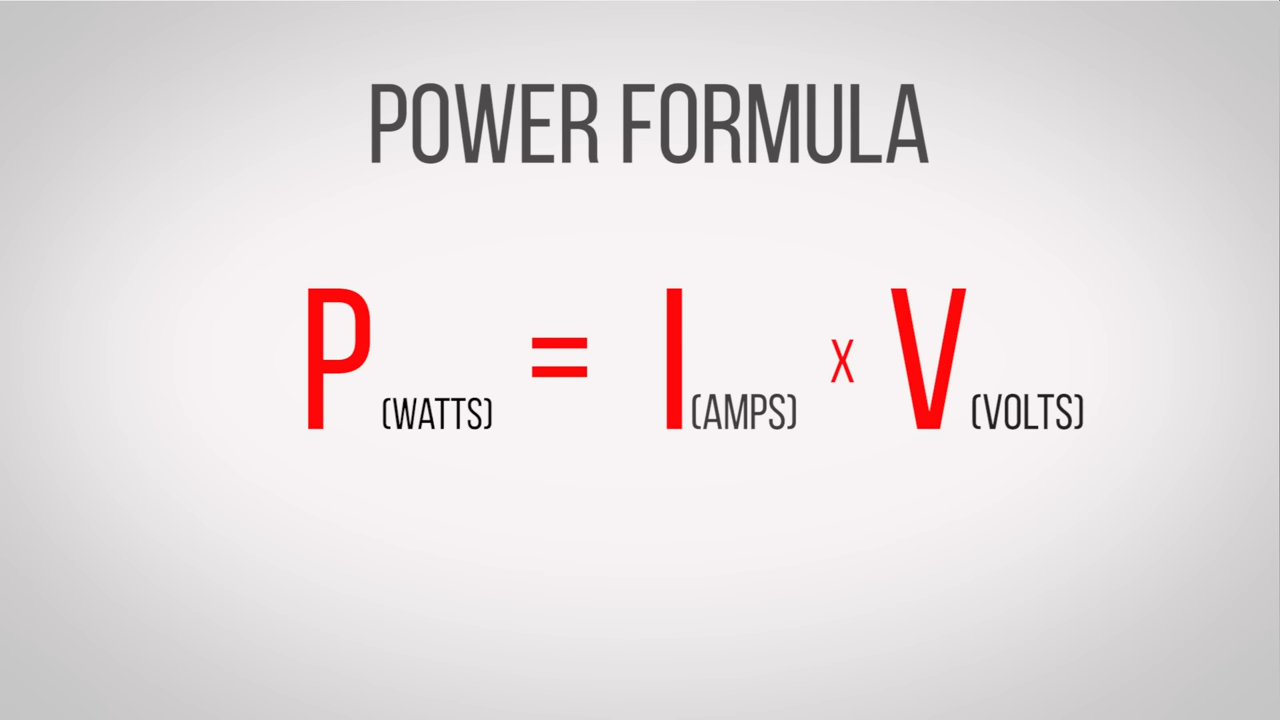 POWER FORMULA
P (WATTS) = I (AMPS) X V (VOLTS)